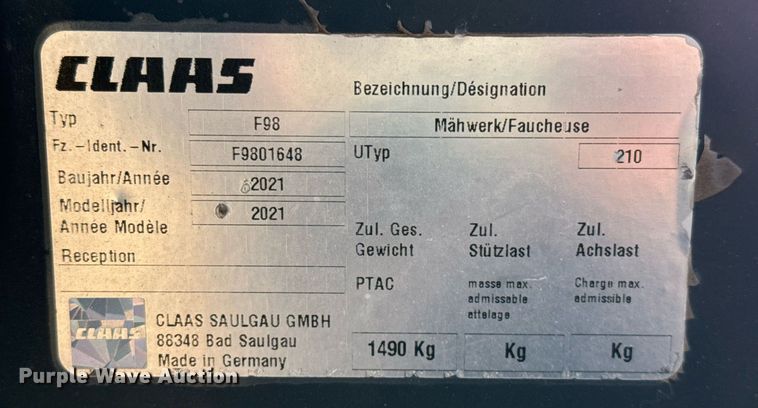 CLAAS
Bezeichnung/Désignation
Typ F98 Mähwerk/Faucheuse
Fz.-Ident.-Nr. F9801648 UTyp 210
Baujahr/Année 2021
Modelljahr/
Année Modèle 2021
Zul. Ges. Zul. Zul.
Gewicht Stützlast Achslast
Reception
PTAC masse max. Charge max.
admissable admissible
attelage
CLAAS
CLAAS SAULGAU GMBH
88348 Bad Saulgau
Made in Germany
1490 Kg Kg Kg
Purple Wave Auction